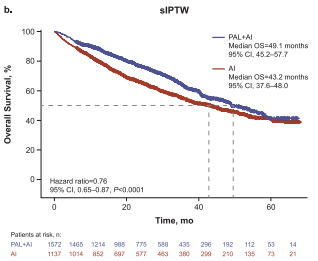 b.
sIPTW
PAL+AI
Median OS=49.1 months
95% CI, 45.2–57.7
AI
Median OS=43.2 months
95% CI, 37.6–48.0
Overall Survival, %
100
80
60
40
20
0
Hazard ratio=0.76
95% CI, 0.65–0.87, P<0.0001
0 20 40 60
Time, mo
Patients at risk, n:
PAL+AI 1572 1465 1214 988 775 588 435 296 192 112 53 14
AI 1137 1014 852 697 577 463 380 299 210 135 73 21